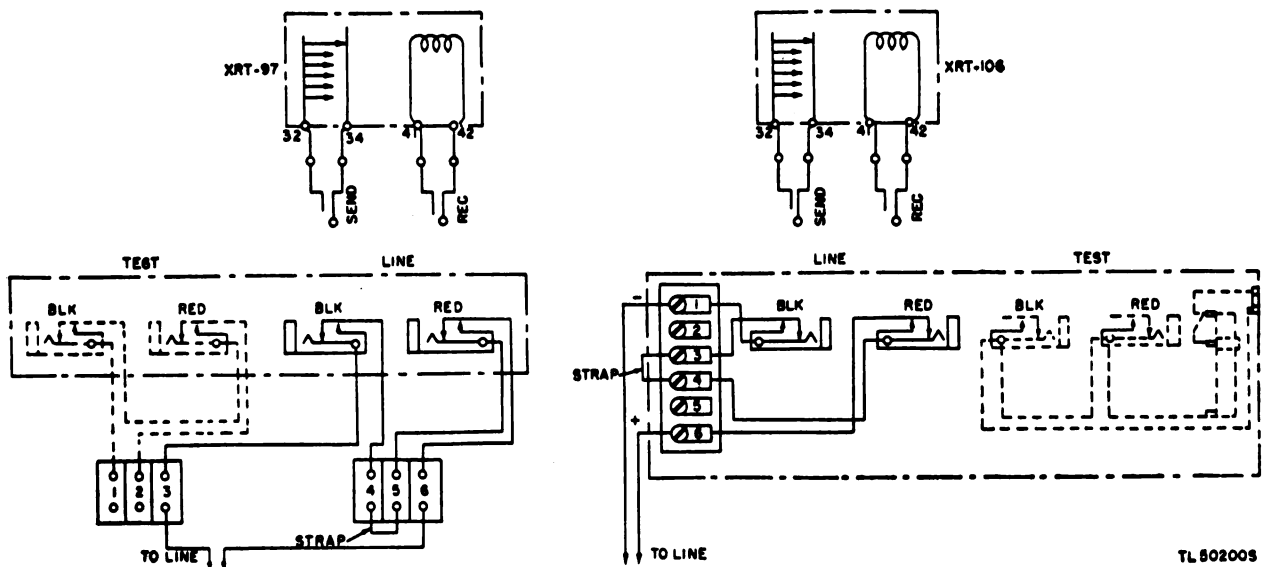 XRT-97
32
34
41
42
SEND
REC
XRT-106
32
34
41
42
SEND
REC
TEST
LINE
BLK
RED
BLK
RED
1
2
3
4
5
6
STRAP
TO LINE
LINE
TEST
-
1
BLK
RED
BLK
RED
2
3
STRAP
4
5
+
6
TO LINE
TL50200S